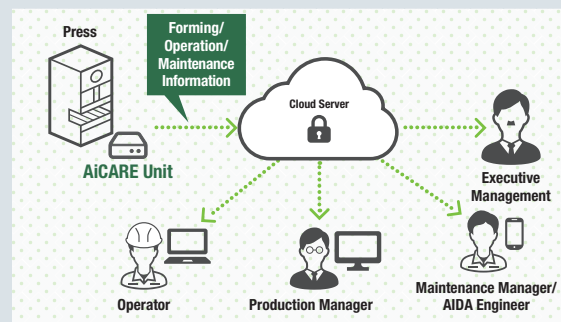 Press
Forming/
Operation/
Maintenance
Information
Cloud Server
AiCARE Unit
Executive
Management
Operator
Production Manager
Maintenance Manager/
AIDA Engineer